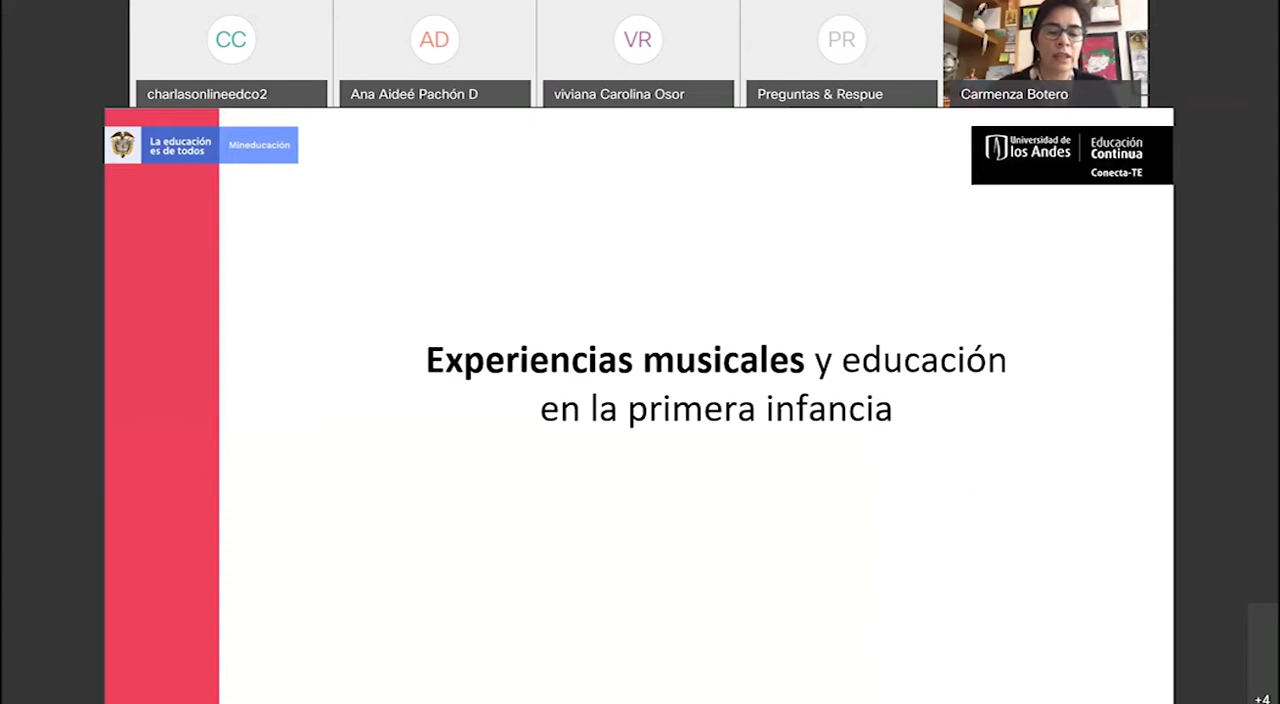 CC
AD
VR
PR
charlasonlineedco2
Ana Aideé Pachón D
viviana Carolina Osor
Preguntas & Respue
Carmenza Botero
La educación
es de todos
Mineducación
Universidad de
los Andes
Educación
Continua
Conecta-TE
Experiencias musicales y educación
en la primera infancia
+4